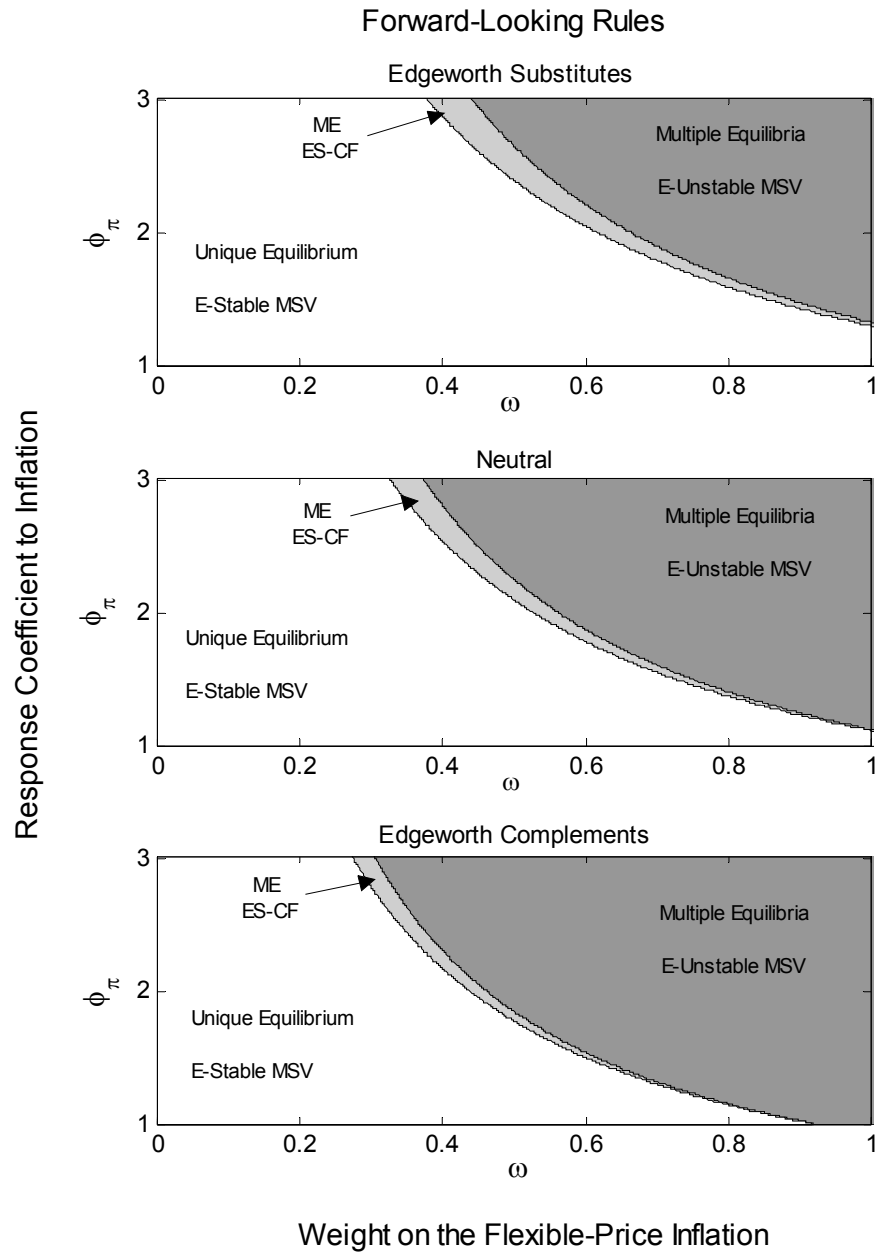 Forward-Looking Rules
Edgeworth Substitutes
3
2
1
ME
ES-CF
Multiple Equilibria
E-Unstable MSV
Unique Equilibrium
E-Stable MSV
ϕπ
0 0.2 0.4 0.6 0.8 1
ω
Neutral
3
2
1
ME
ES-CF
Multiple Equilibria
E-Unstable MSV
Unique Equilibrium
E-Stable MSV
ϕπ
0 0.2 0.4 0.6 0.8 1
ω
Edgeworth Complements
3
2
1
ME
ES-CF
Multiple Equilibria
E-Unstable MSV
Unique Equilibrium
E-Stable MSV
ϕπ
0 0.2 0.4 0.6 0.8 1
ω
Response Coefficient to Inflation
Weight on the Flexible-Price Inflation